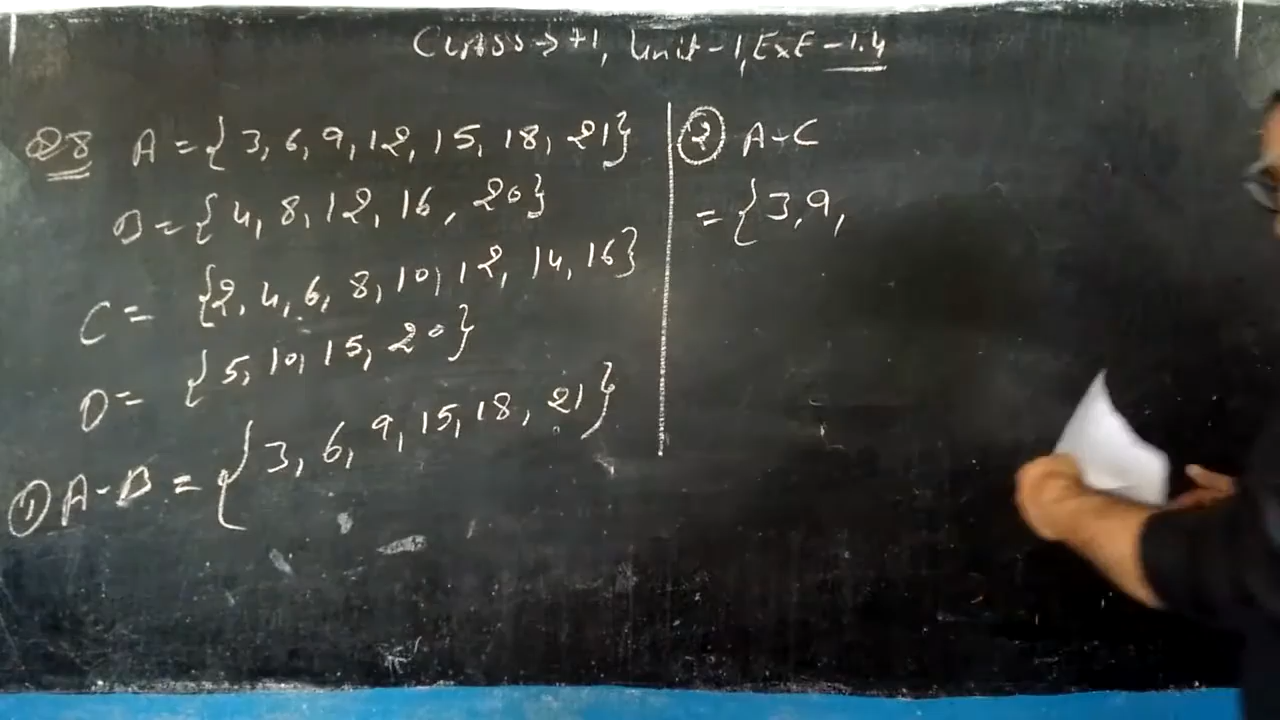 Class → +1, Unit - 1, Exe - 1.4
Q8 A = {3, 6, 9, 12, 15, 18, 21}
B = {4, 8, 12, 16, 20}
C = {2, 4, 6, 8, 10, 12, 14, 16}
D = {5, 10, 15, 20}
① A - B = {3, 6, 9, 15, 18, 21}
② A - C
= {3, 9,